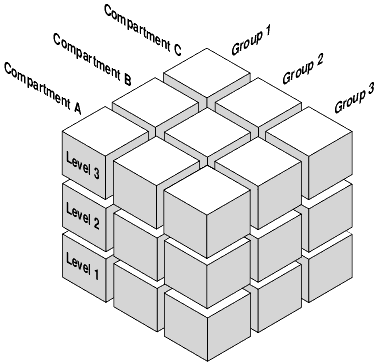 Compartment C
Group 1
Compartment B
Group 2
Compartment A
Group 3
Level 3
Level 2
Level 1